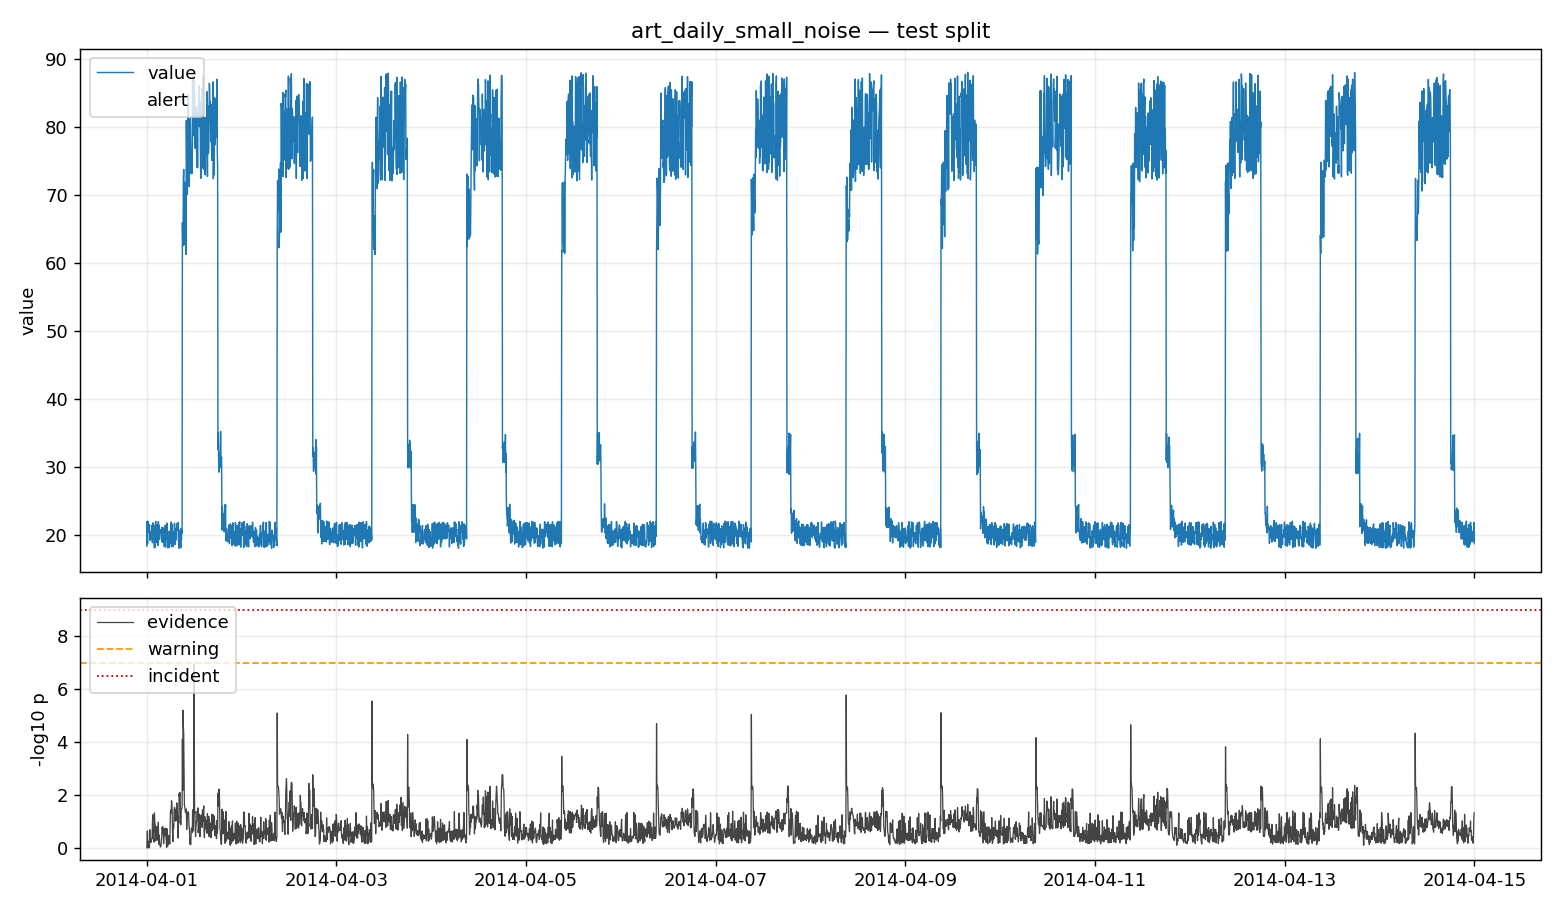 art_daily_small_noise — test split
90
80
70
60
50
40
30
20
value
value
alert
8
6
4
2
0
-log10 p
evidence
warning
incident
2014-04-01
2014-04-03
2014-04-05
2014-04-07
2014-04-09
2014-04-11
2014-04-13
2014-04-15